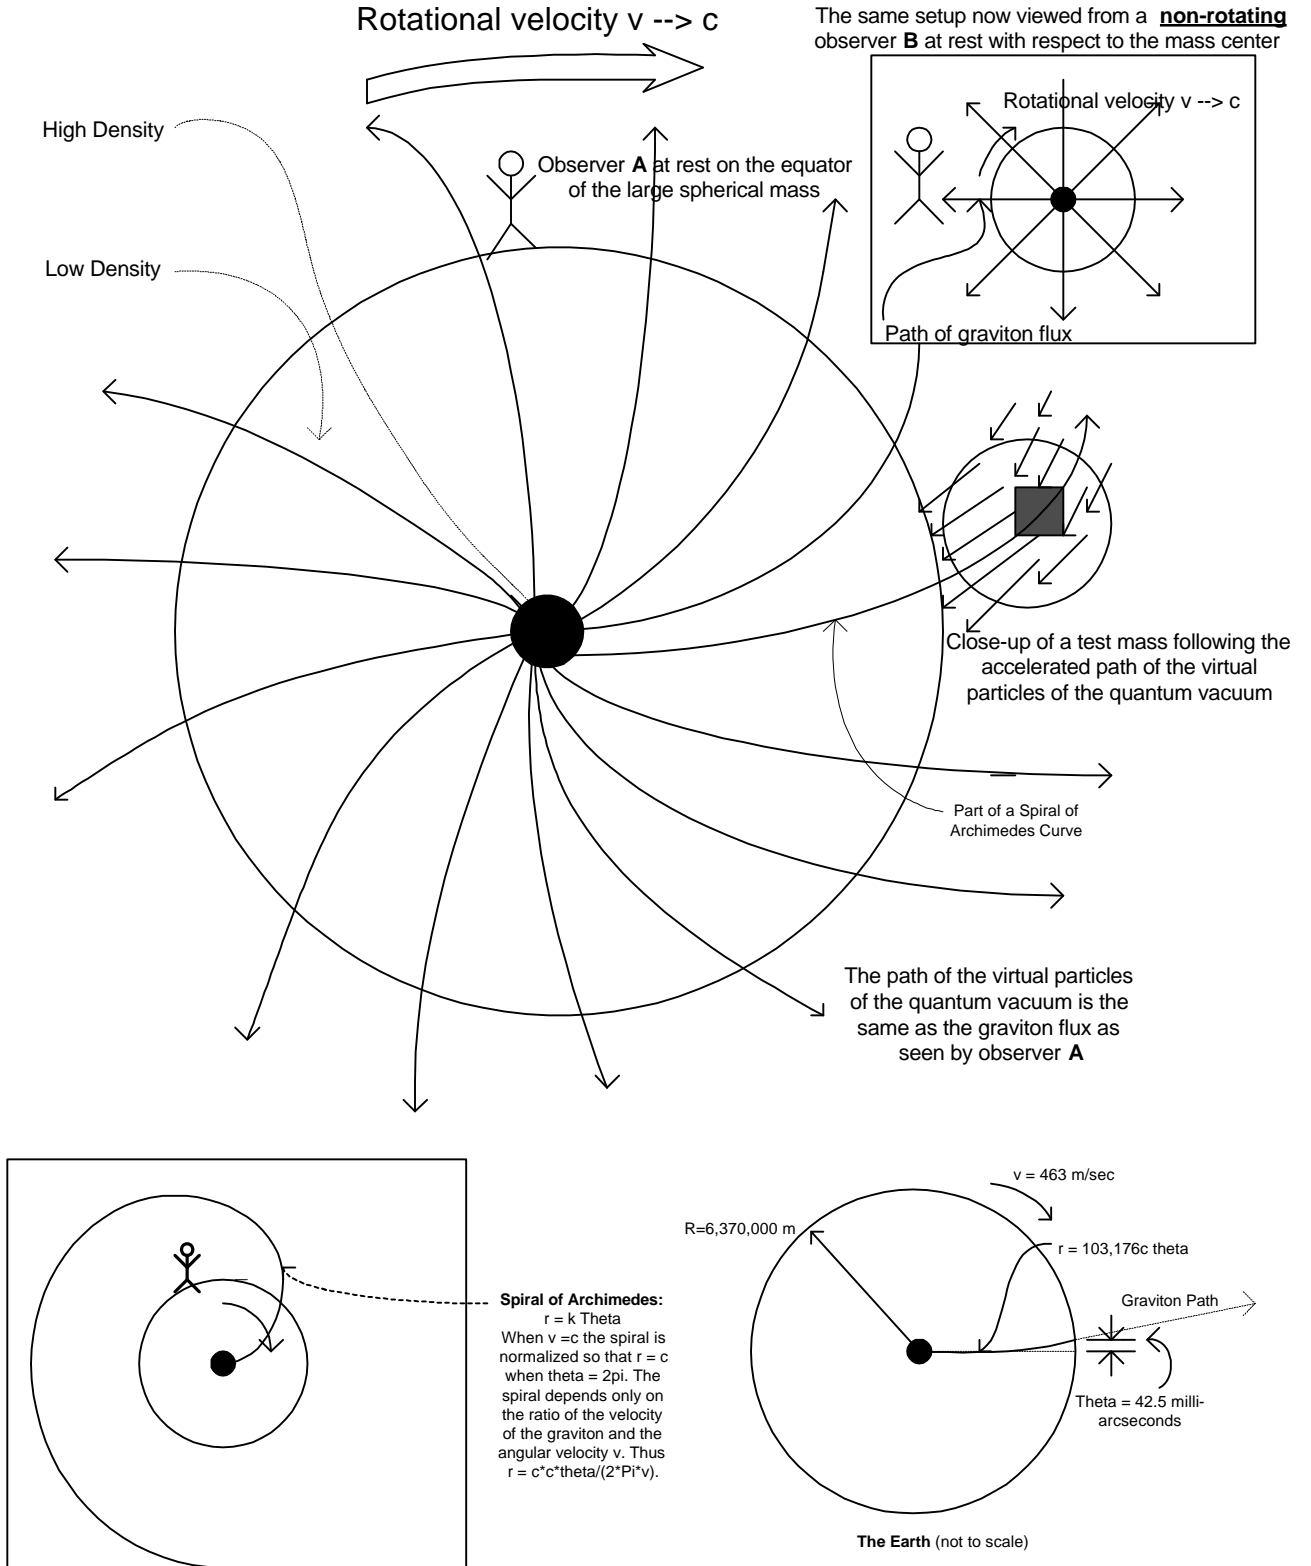 Rotational velocity v --> c
The same setup now viewed from a non-rotating
observer B at rest with respect to the mass center
Rotational velocity v --> c
High Density
Observer A at rest on the equator
of the large spherical mass
Low Density
Path of graviton flux
Close-up of a test mass following the
accelerated path of the virtual
particles of the quantum vacuum
Part of a Spiral of
Archimedes Curve
The path of the virtual particles
of the quantum vacuum is the
same as the graviton flux as
seen by observer A
Spiral of Archimedes:
r = k Theta
When v =c the spiral is
normalized so that r = c
when theta = 2pi. The
spiral depends only on
the ratio of the velocity
of the graviton and the
angular velocity v. Thus
r = c*c*theta/(2*Pi*v).
v = 463 m/sec
R=6,370,000 m
r = 103,176c theta
Graviton Path
Theta = 42.5 milli-
arcseconds
The Earth (not to scale)